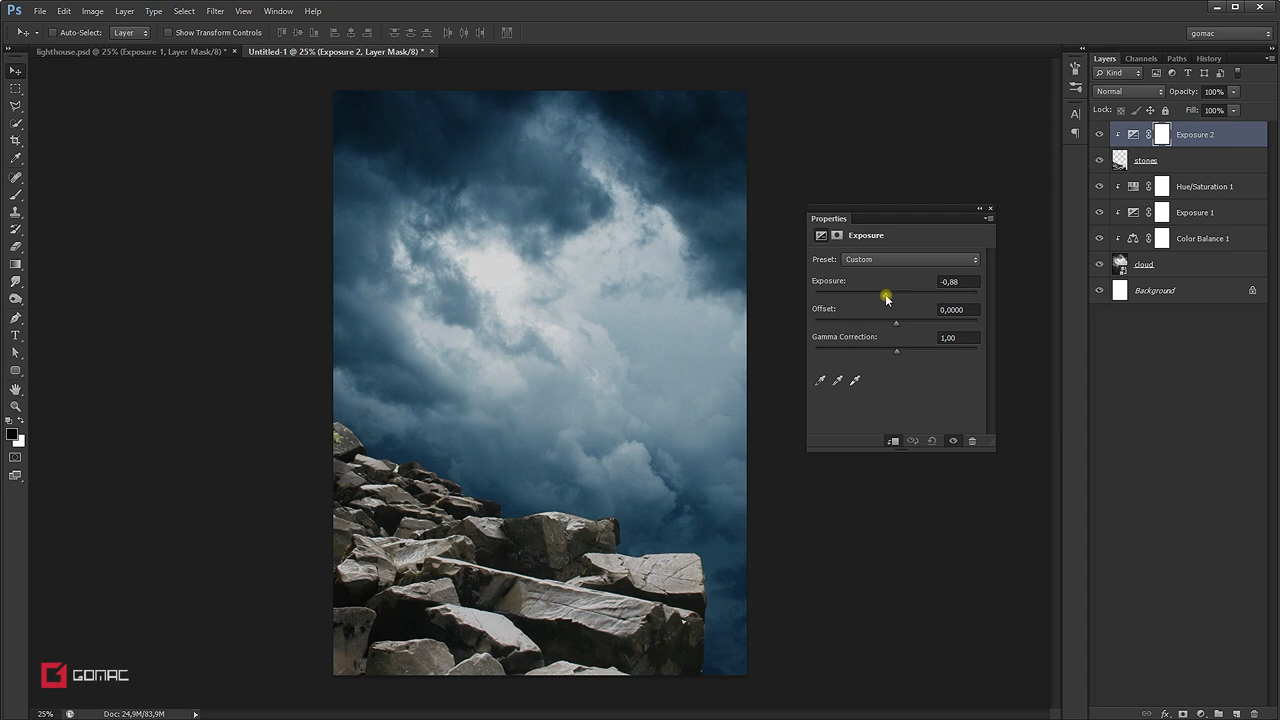 Ps File Edit Image Layer Type Select Filter View Window Help
Auto-Select: Layer Show Transform Controls gomac
lighthouse.psd @ 25% (Exposure 1, Layer Mask/8) * × Untitled-1 @ 25% (Exposure 2, Layer Mask/8) * ×
Layers Channels Paths History
Kind
Normal Opacity: 100%
Lock: Fill: 100%
Exposure 2
stones
Hue/Saturation 1
Exposure 1
Color Balance 1
cloud
Background
Properties
Exposure
Preset: Custom
Exposure: -0,88
Offset: 0,0000
Gamma Correction: 1,00
GOMAC
25% Doc: 24,9M/83,9M